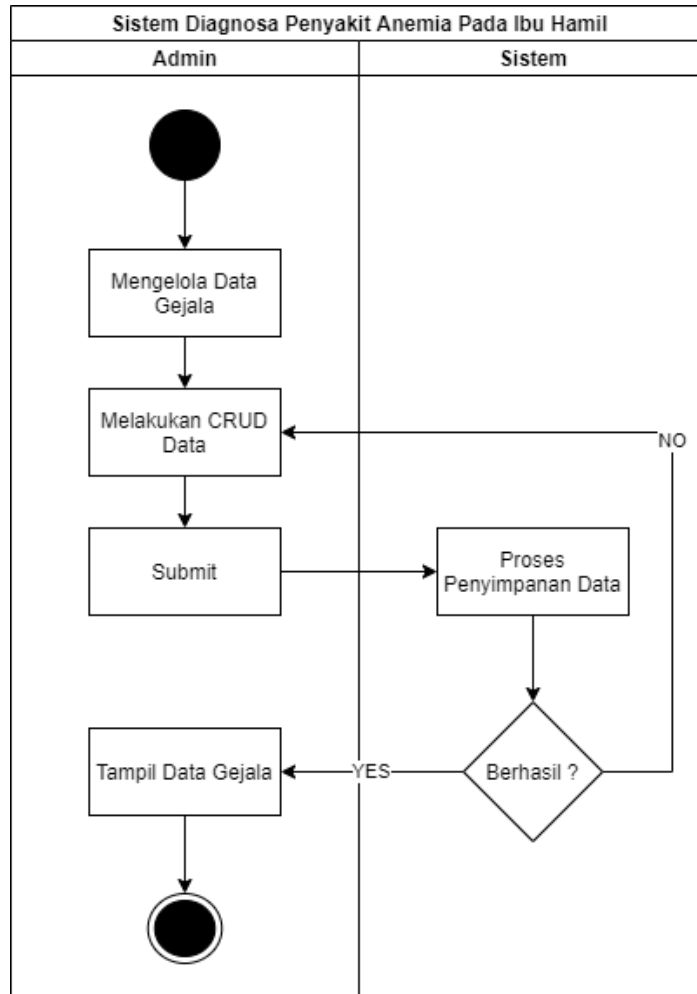 Sistem Diagnosa Penyakit Anemia Pada Ibu Hamil
Admin
Sistem
Mengelola Data
Gejala
Melakukan CRUD
Data
NO
Submit
Proses
Penyimpanan Data
Tampil Data Gejala
YES
Berhasil ?